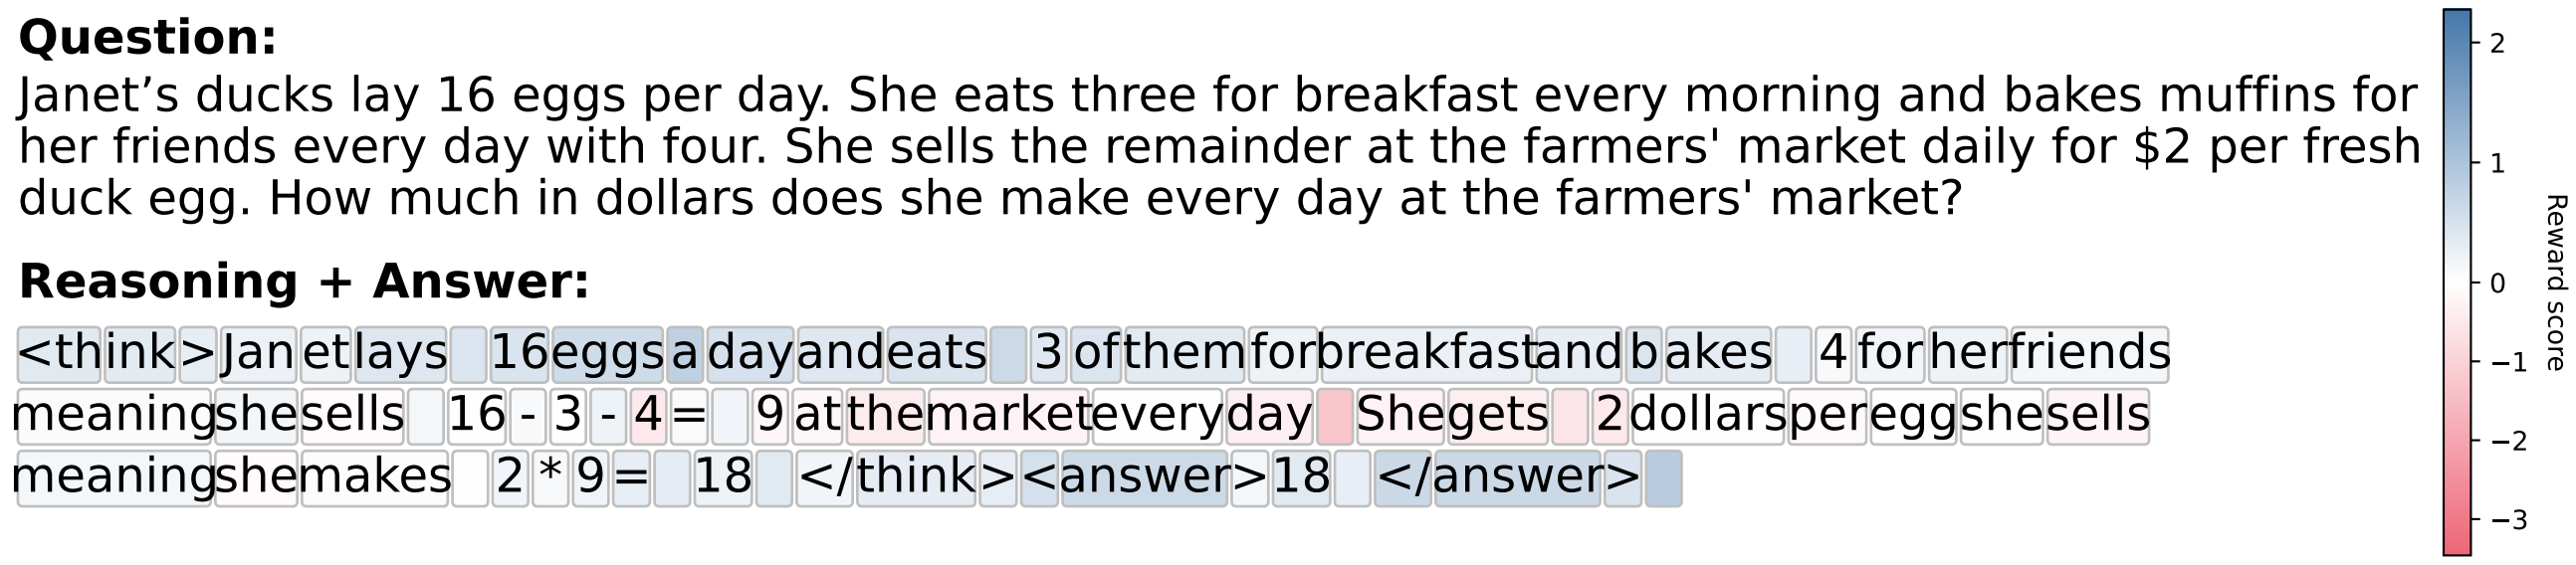 Question:
Janet’s ducks lay 16 eggs per day. She eats three for breakfast every morning and bakes muffins for
her friends every day with four. She sells the remainder at the farmers' market daily for $2 per fresh
duck egg. How much in dollars does she make every day at the farmers' market?
Reasoning + Answer:
<think>Janet lays 16 eggs a day and eats 3 of them for breakfast and bakes 4 for her friends
meaning she sells 16 - 3 - 4 = 9 at the market every day She gets 2 dollars per egg she sells
meaning she makes 2 * 9 = 18 </think><answer>18 </answer>
2
1
0
−1
−2
−3
Reward score